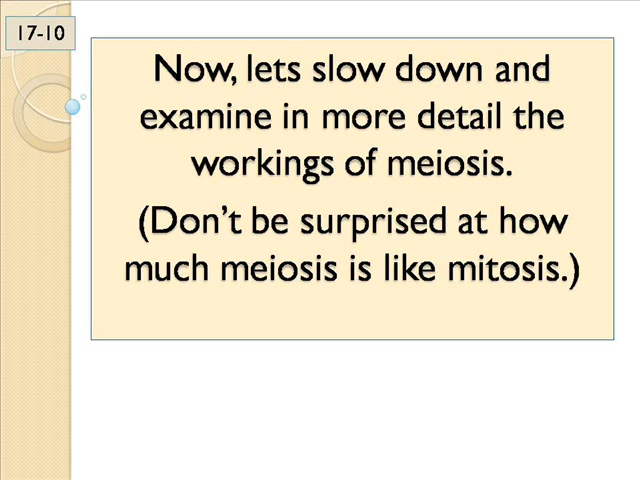 17-10
Now, lets slow down and
examine in more detail the
workings of meiosis.
(Don't be surprised at how
much meiosis is like mitosis.)